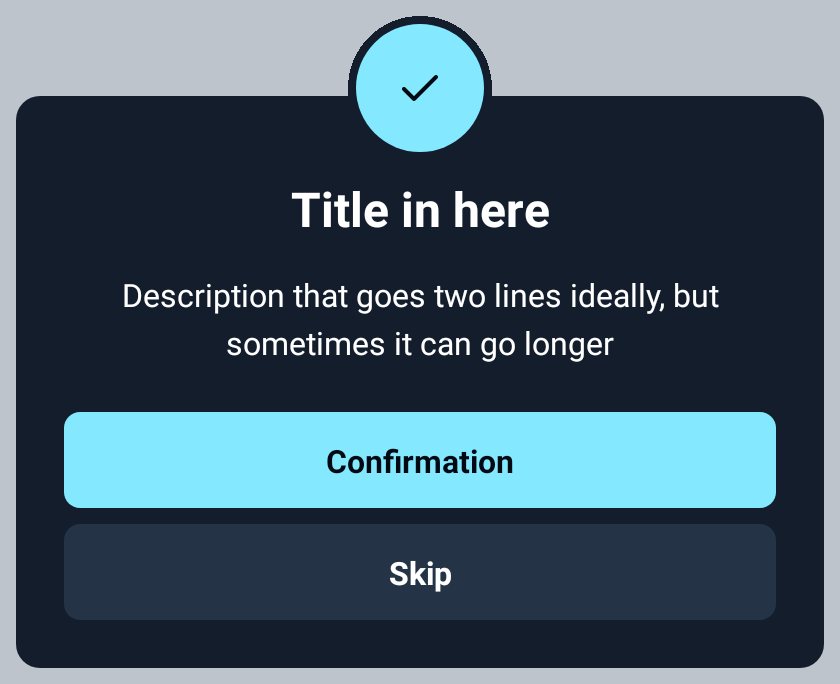 Title in here
Description that goes two lines ideally, but
sometimes it can go longer
Confirmation
Skip